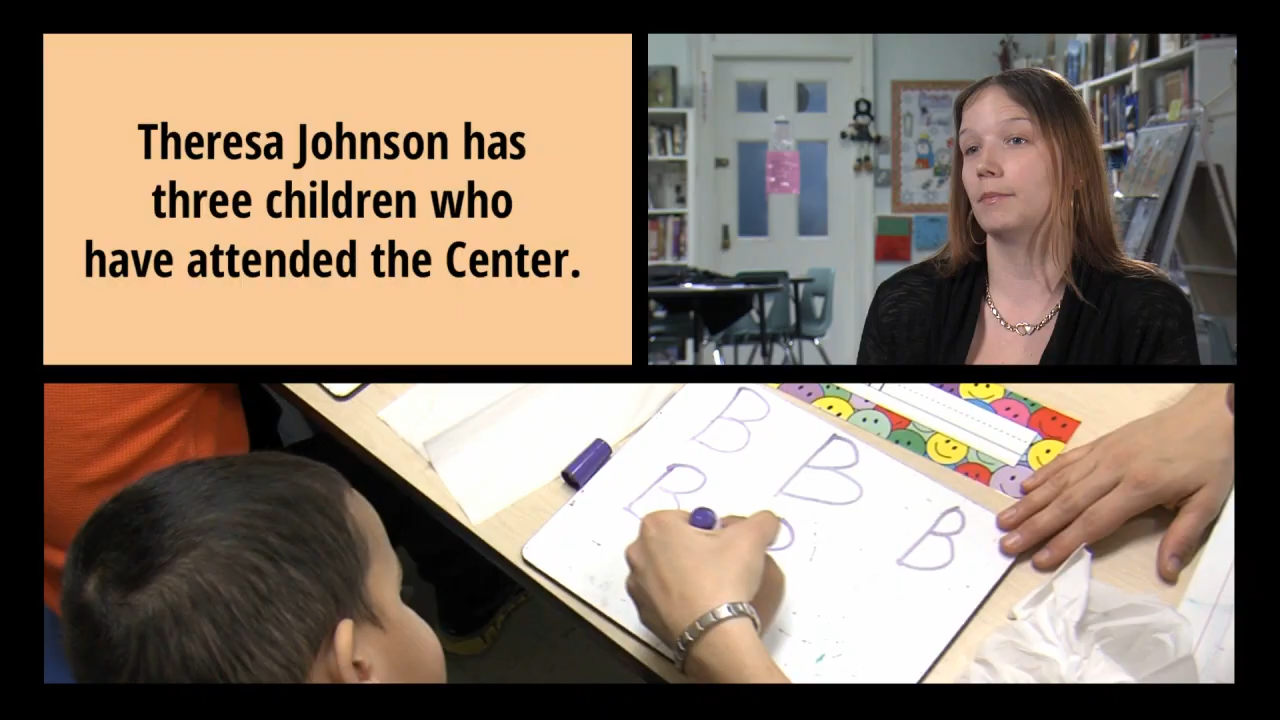 Theresa Johnson has
three children who
have attended the Center.
B
B
B
B